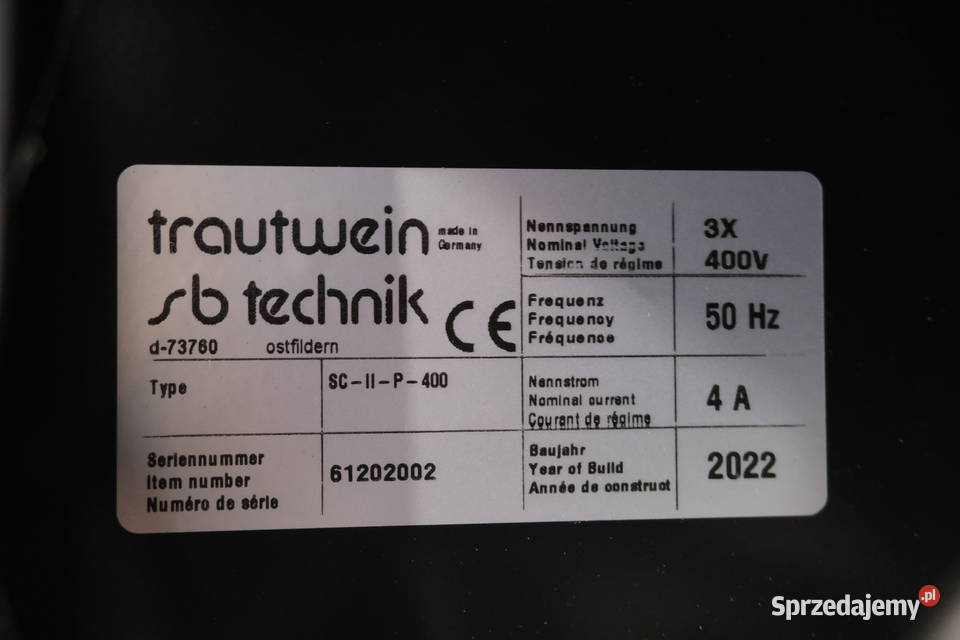 trautwein
made in
Germany
sb technik
CE
d-73760 ostfildern
Type SC-II-P-400
Seriennummer
Item number
Numéro de série
61202002
Nennspannung
Nominal Voltage
Tension de régime
3X
400V
Frequenz
Frequency
Fréquence
50 Hz
Nennstrom
Nominal current
Courant de régime
4 A
Baujahr
Year of Build
Année de construct
2022
Sprzedajemy.pl